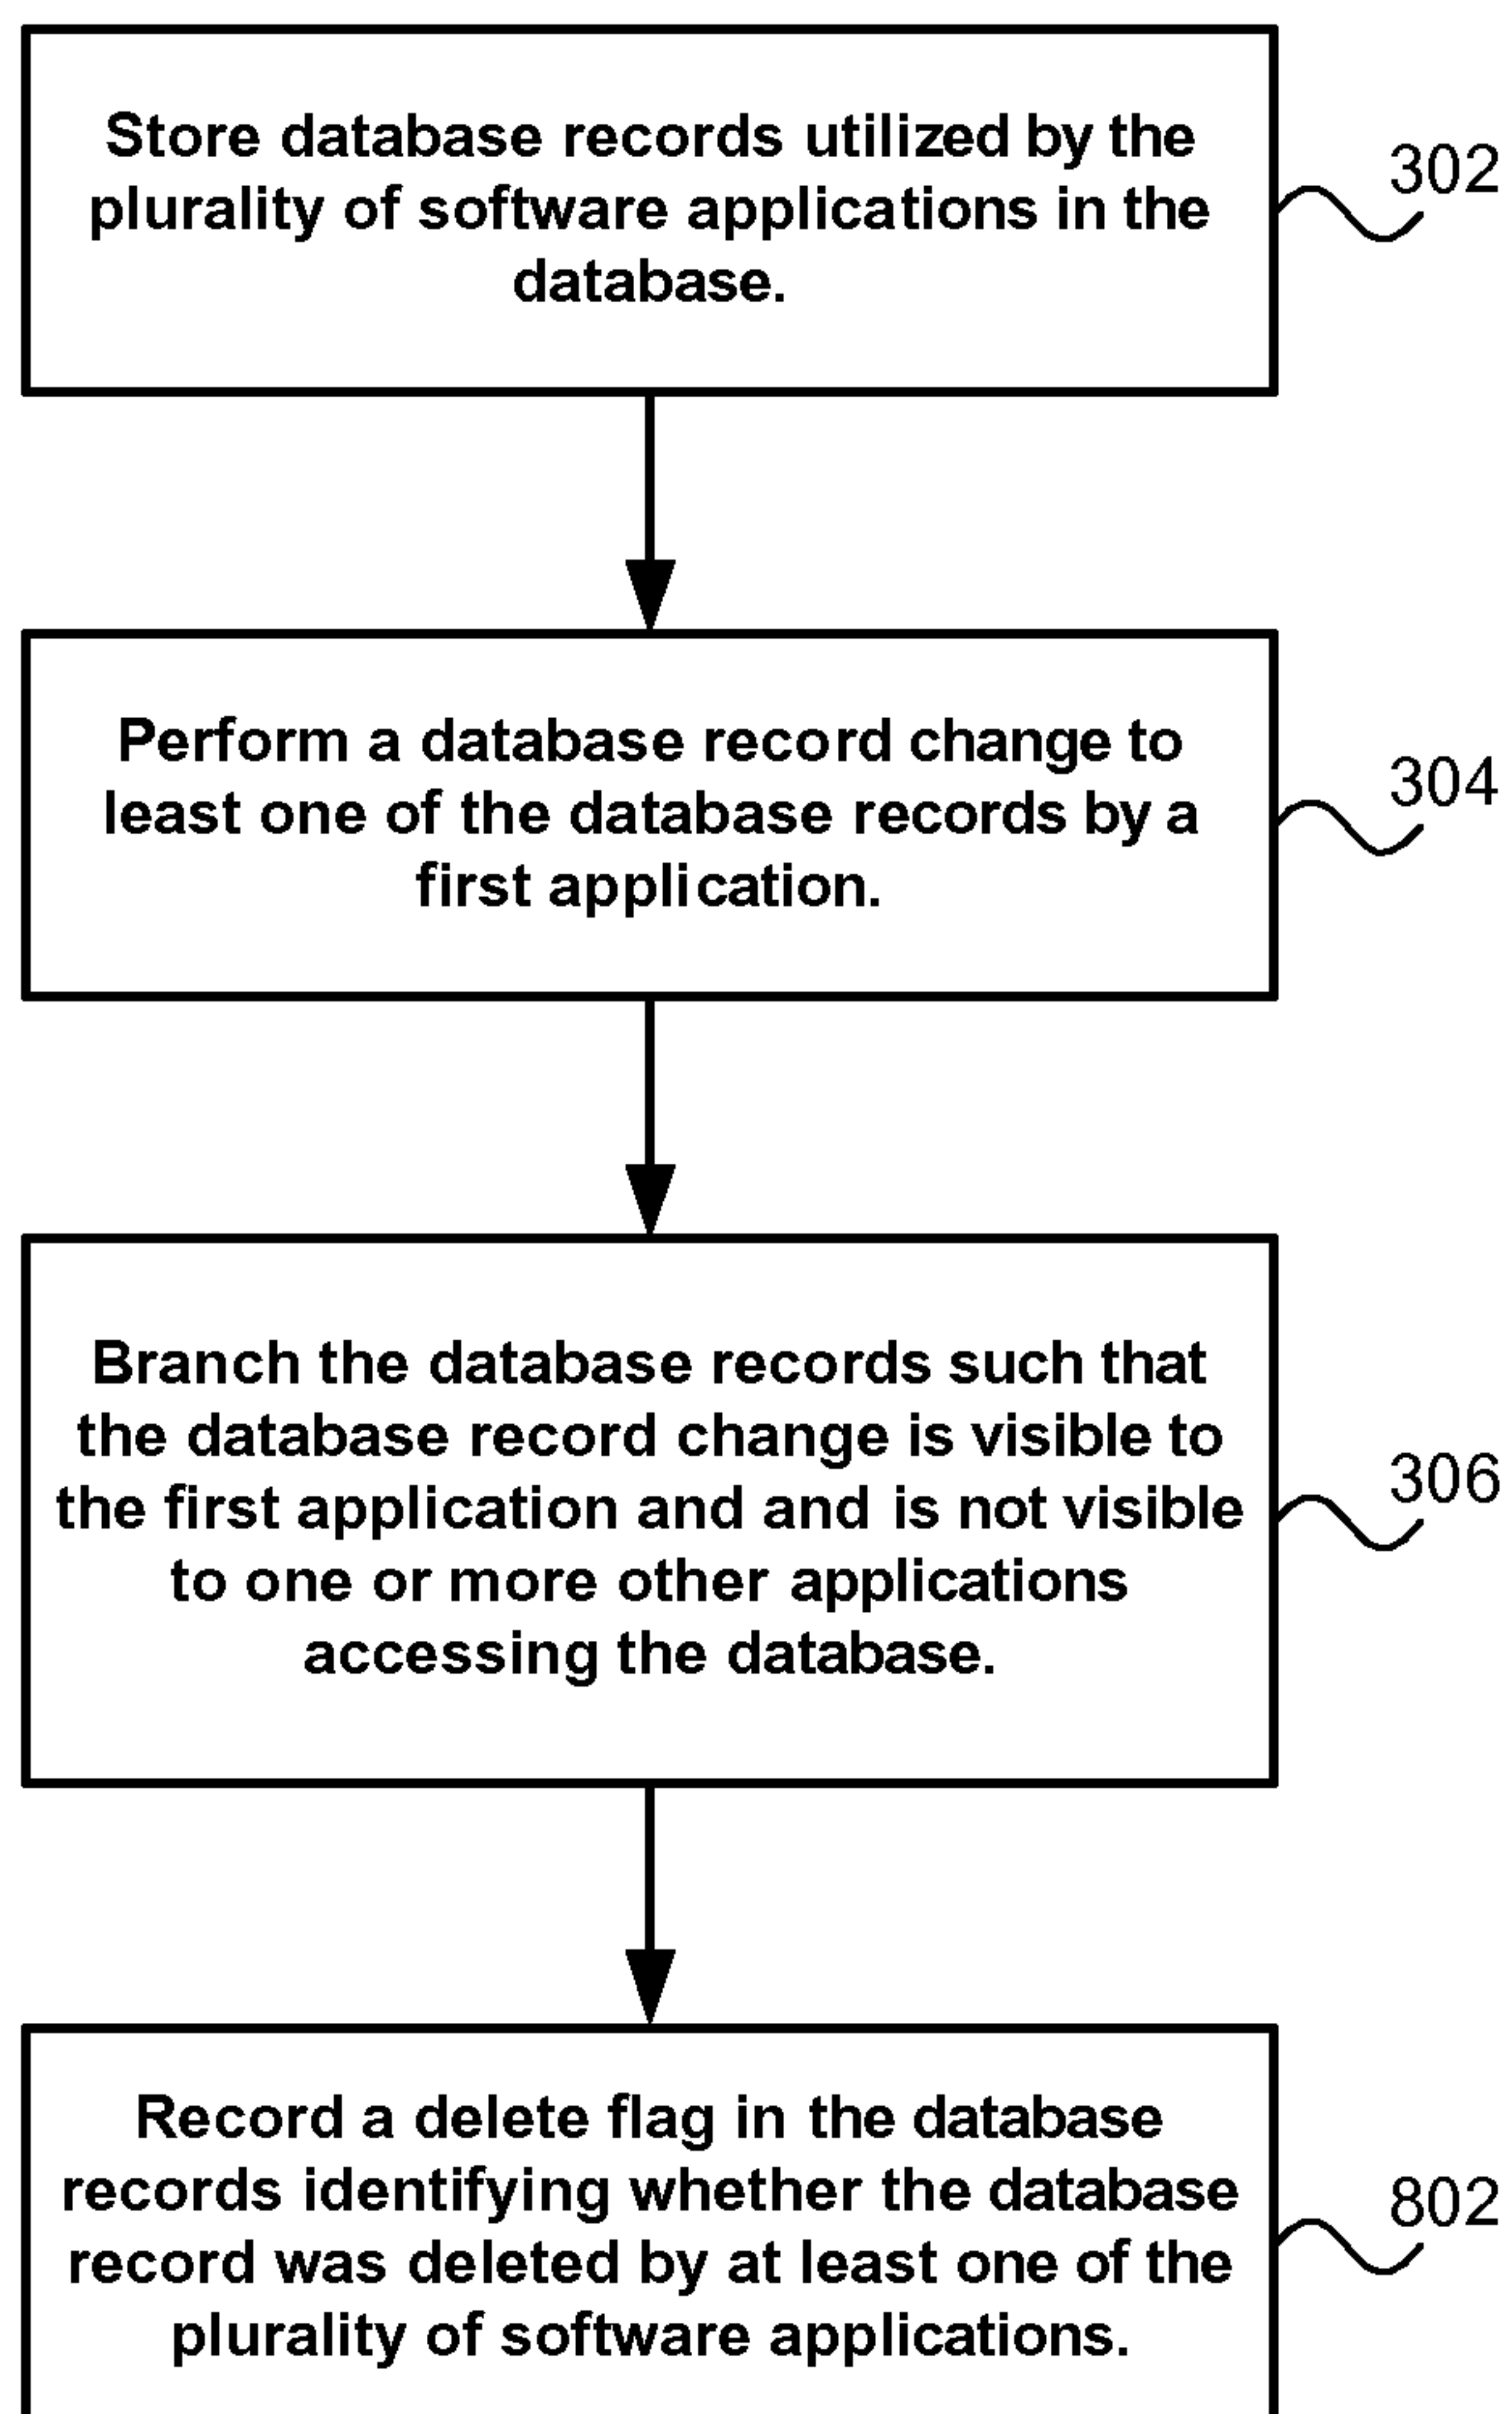 Store database records utilized by the
plurality of software applications in the
database.
302
Perform a database record change to
least one of the database records by a
first application.
304
Branch the database records such that
the database record change is visible to
the first application and and is not visible
to one or more other applications
accessing the database.
306
Record a delete flag in the database
records identifying whether the database
record was deleted by at least one of the
plurality of software applications.
802